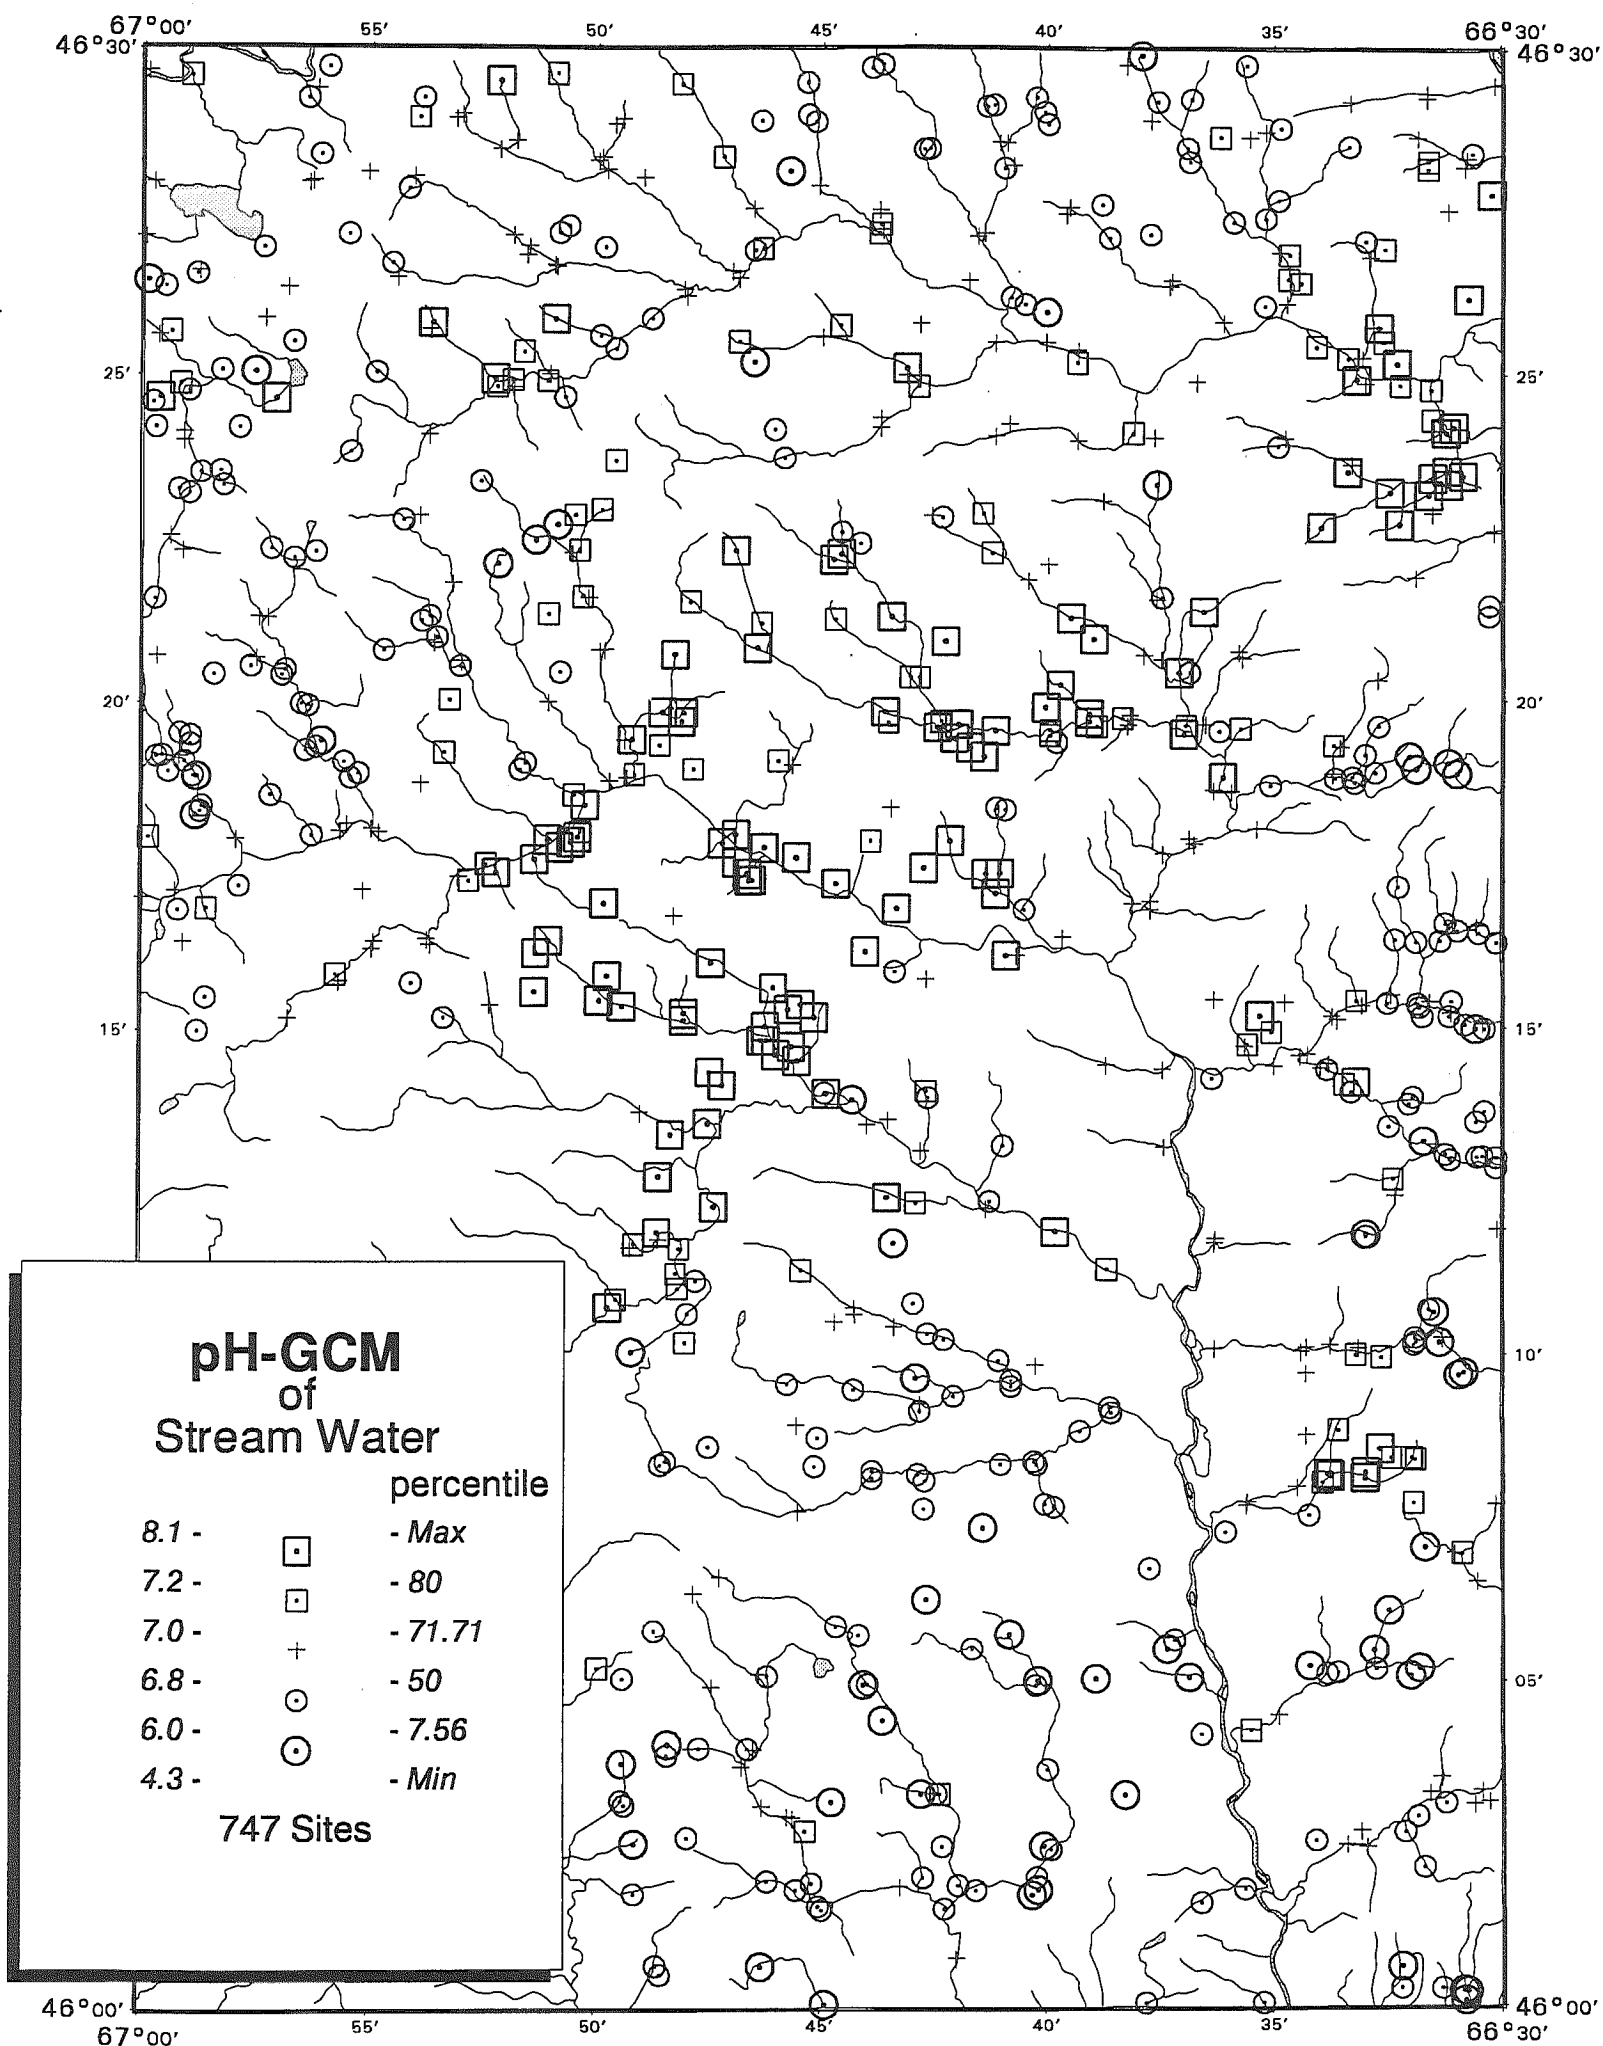 67°00′ 55′ 50′ 45′ 40′ 35′ 66°30′
46°30′ 46°30′
25′ 25′
20′ 20′
15′ 15′
10′
05′
pH-GCM
of
Stream Water
percentile
8.1 - - Max
7.2 - - 80
7.0 - - 71.71
6.8 - - 50
6.0 - - 7.56
4.3 - - Min
747 Sites
46°00′ 46°00′
67°00′ 55′ 50′ 45′ 40′ 35′ 66°30′